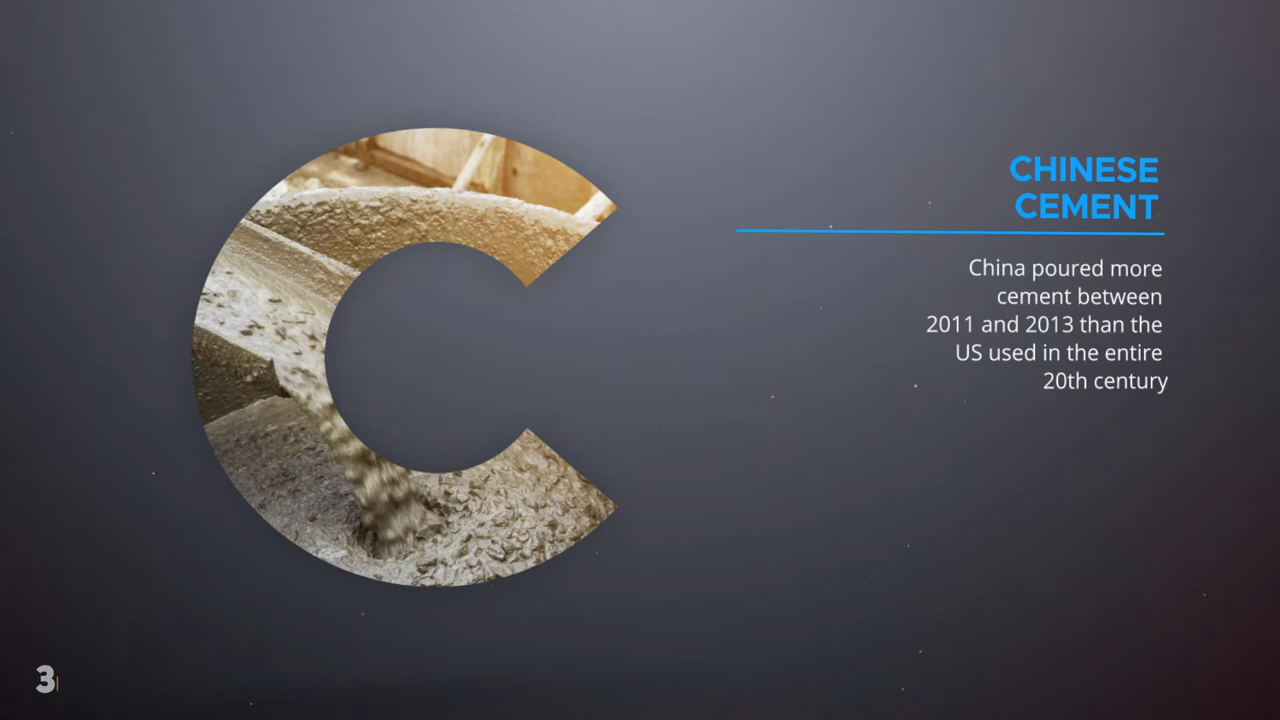 CHINESE
CEMENT
China poured more
cement between
2011 and 2013 than the
US used in the entire
20th century
3